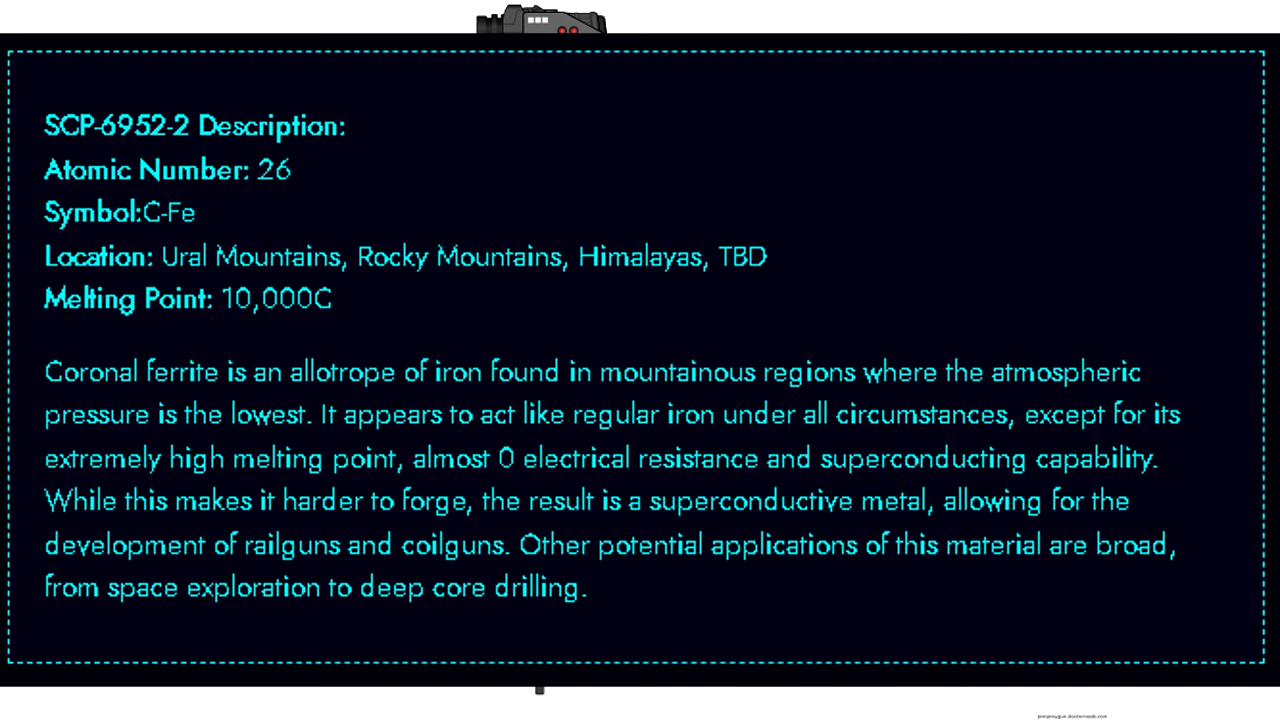 SCP-6952-2 Description:
Atomic Number: 26
Symbol:C-Fe
Location: Ural Mountains, Rocky Mountains, Himalayas, TBD
Melting Point: 10,000C
Coronal ferrite is an allotrope of iron found in mountainous regions where the atmospheric
pressure is the lowest. It appears to act like regular iron under all circumstances, except for its
extremely high melting point, almost 0 electrical resistance and superconducting capability.
While this makes it harder to forge, the result is a superconductive metal, allowing for the
development of railguns and coilguns. Other potential applications of this material are broad,
from space exploration to deep core drilling.
pimpmygun.doctornoob.com